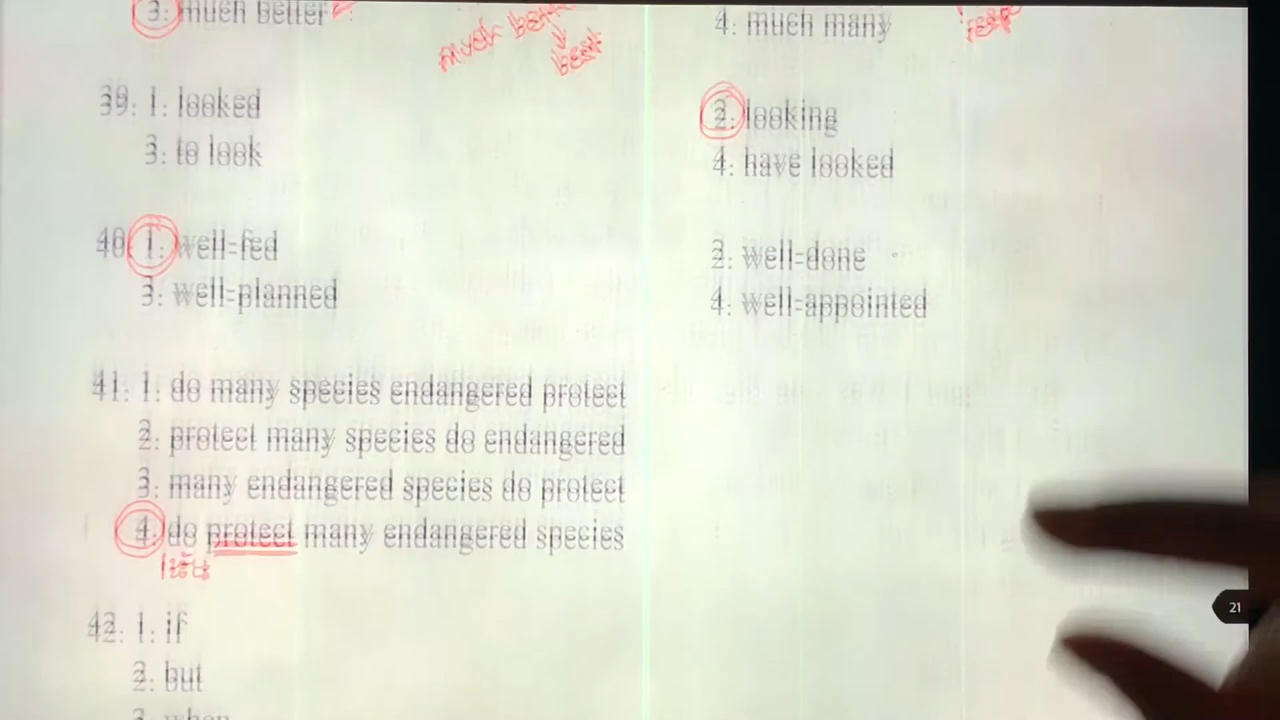 3. much better
much
best
4. much many
39. 1. looked
2. looking
3. to look
4. have looked
40. 1. well-fed
2. well-done
3. well-planned
4. well-appointed
41. 1. do many species endangered protect
2. protect many species do endangered
3. many endangered species do protect
4. do protect many endangered species
42. 1. if
2. but
3. when
21